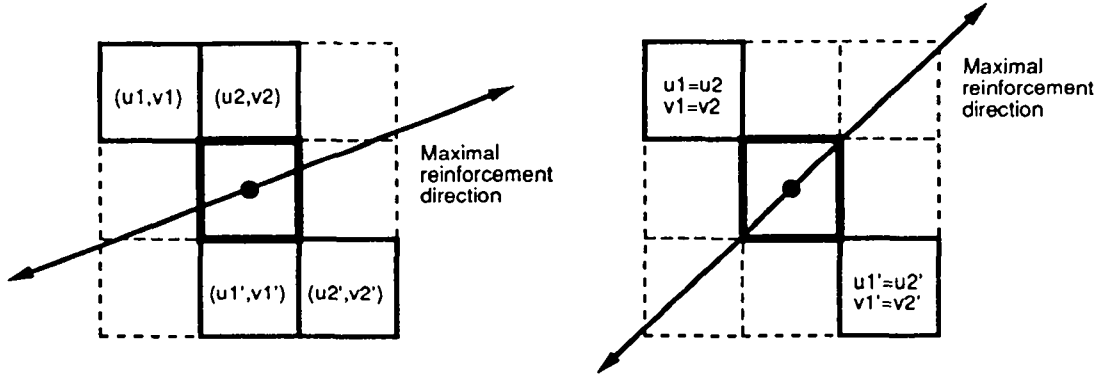 (u1,v1) (u2,v2)
Maximal
reinforcement
direction
(u1',v1') (u2',v2')
u1=u2
v1=v2
Maximal
reinforcement
direction
u1'=u2'
v1'=v2'